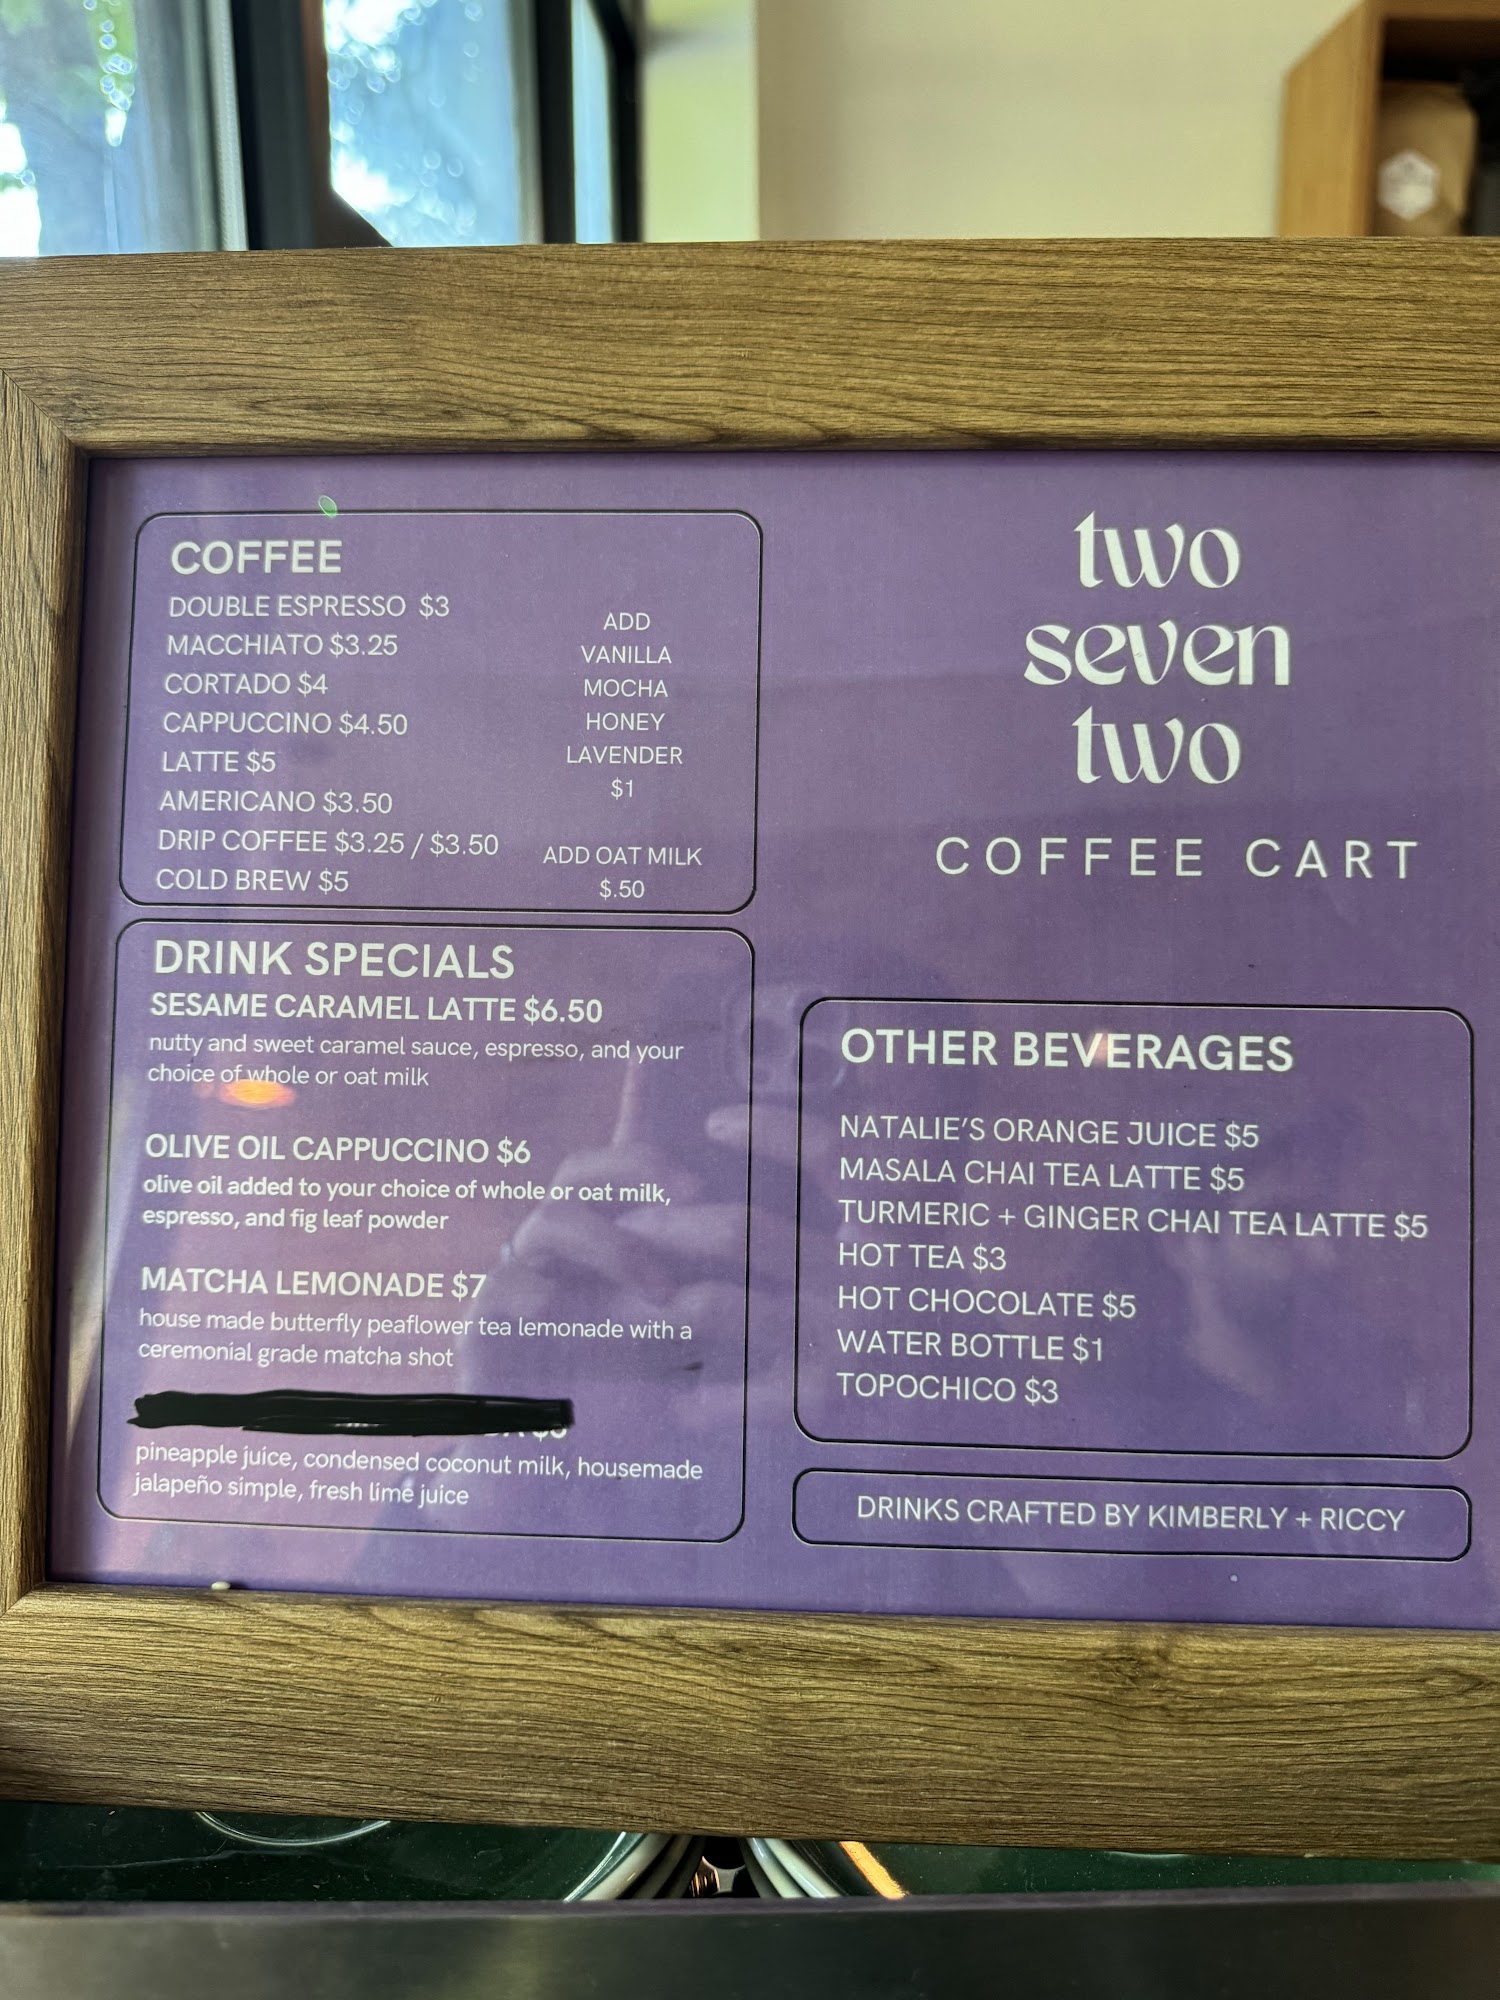 COFFEE
DOUBLE ESPRESSO $3
MACCHIATO $3.25
CORTADO $4
CAPPUCCINO $4.50
LATTE $5
AMERICANO $3.50
DRIP COFFEE $3.25 / $3.50
COLD BREW $5
ADD
VANILLA
MOCHA
HONEY
LAVENDER
$1
ADD OAT MILK
$.50
DRINK SPECIALS
SESAME CARAMEL LATTE $6.50
nutty and sweet caramel sauce, espresso, and your
choice of whole or oat milk
OLIVE OIL CAPPUCCINO $6
olive oil added to your choice of whole or oat milk,
espresso, and fig leaf powder
MATCHA LEMONADE $7
house made butterfly peaflower tea lemonade with a
ceremonial grade matcha shot
pineapple juice, condensed coconut milk, housemade
jalapeño simple, fresh lime juice
two
seven
two
COFFEE CART
OTHER BEVERAGES
NATALIE'S ORANGE JUICE $5
MASALA CHAI TEA LATTE $5
TURMERIC + GINGER CHAI TEA LATTE $5
HOT TEA $3
HOT CHOCOLATE $5
WATER BOTTLE $1
TOPOCHICO $3
DRINKS CRAFTED BY KIMBERLY + RICCY